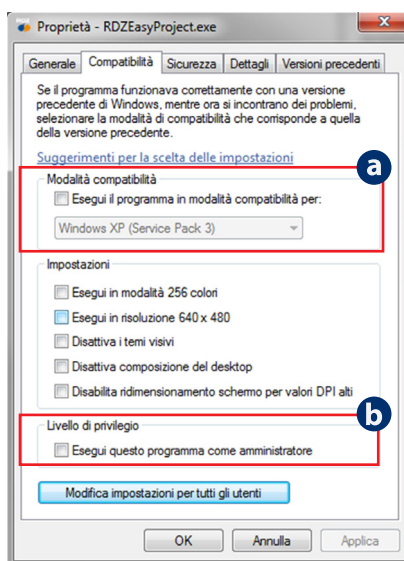 Proprietà - RDZEasyProject.exe
Generale Compatibilità Sicurezza Dettagli Versioni precedenti
Se il programma funzionava correttamente con una versione
precedente di Windows, mentre ora si incontrano dei problemi,
selezionare la modalità di compatibilità che corrisponde a quella
della versione precedente.
Suggerimenti per la scelta delle impostazioni
a
Modalità compatibilità
Esegui il programma in modalità compatibilità per:
Windows XP (Service Pack 3)
Impostazioni
Esegui in modalità 256 colori
Esegui in risoluzione 640 x 480
Disattiva i temi visivi
Disattiva composizione del desktop
Disabilita ridimensionamento schermo per valori DPI alti
b
Livello di privilegio
Esegui questo programma come amministratore
Modifica impostazioni per tutti gli utenti
OK Annulla Applica